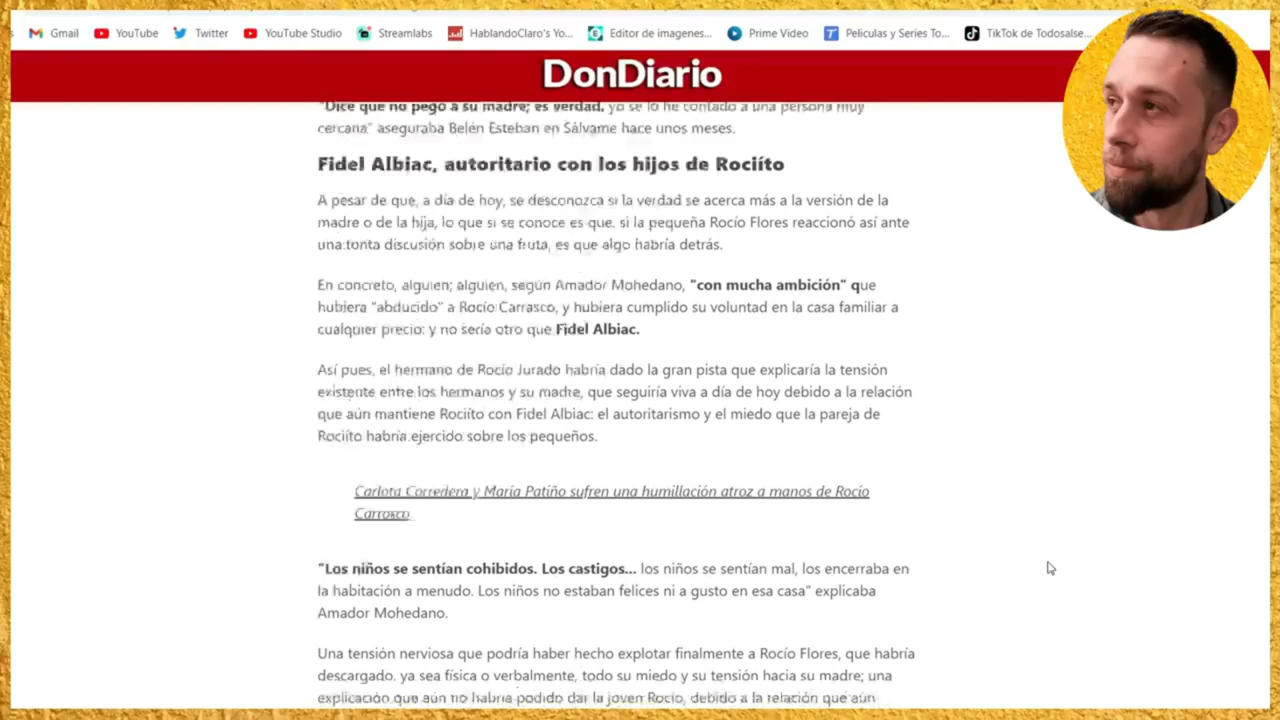 Gmail YouTube Twitter YouTube Studio Streamlabs HablandoClaro's Yo... Editor de imagenes... Prime Video Peliculas y Series To... TikTok de Todosalse...
DonDiario
"Dice que no pegó a su madre; es verdad, yo se lo he contado a una persona muy
cercana" aseguraba Belén Esteban en Sálvame hace unos meses.
Fidel Albiac, autoritario con los hijos de Rociíto
A pesar de que, a día de hoy, se desconozca si la verdad se acerca más a la versión de la
madre o de la hija, lo que si se conoce es que, si la pequeña Rocío Flores reaccionó así ante
una tonta discusión sobre una fruta, es que algo habría detrás.
En concreto, alguien; alguien, según Amador Mohedano, "con mucha ambición" que
hubiera "abducido" a Rocío Carrasco, y hubiera cumplido su voluntad en la casa familiar a
cualquier precio: y no sería otro que Fidel Albiac.
Así pues, el hermano de Rocío Jurado habría dado la gran pista que explicaría la tensión
existente entre los hermanos y su madre, que seguiría viva a día de hoy debido a la relación
que aún mantiene Rociíto con Fidel Albiac: el autoritarismo y el miedo que la pareja de
Rociíto habría ejercido sobre los pequeños.
Carlota Corredera y María Patiño sufren una humillación atroz a manos de Rocío
Carrasco
"Los niños se sentían cohibidos. Los castigos... los niños se sentían mal, los encerraba en
la habitación a menudo. Los niños no estaban felices ni a gusto en esa casa" explicaba
Amador Mohedano.
Una tensión nerviosa que podría haber hecho explotar finalmente a Rocío Flores, que habría
descargado, ya sea física o verbalmente, todo su miedo y su tensión hacia su madre; una
explicación que aún no habría podido dar la joven Rocío, debido a la relación que aún